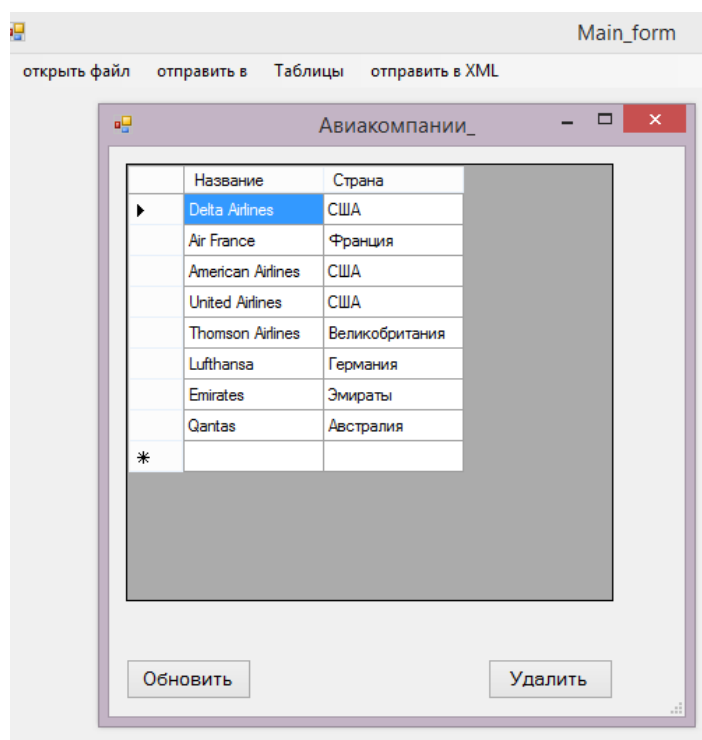 Main_form
открыть файл отправить в Таблицы отправить в XML
Авиакомпании_
Название Страна
Delta Airlines США
Air France Франция
American Airlines США
United Airlines США
Thomson Airlines Великобритания
Lufthansa Германия
Emirates Эмираты
Qantas Австралия
Обновить Удалить